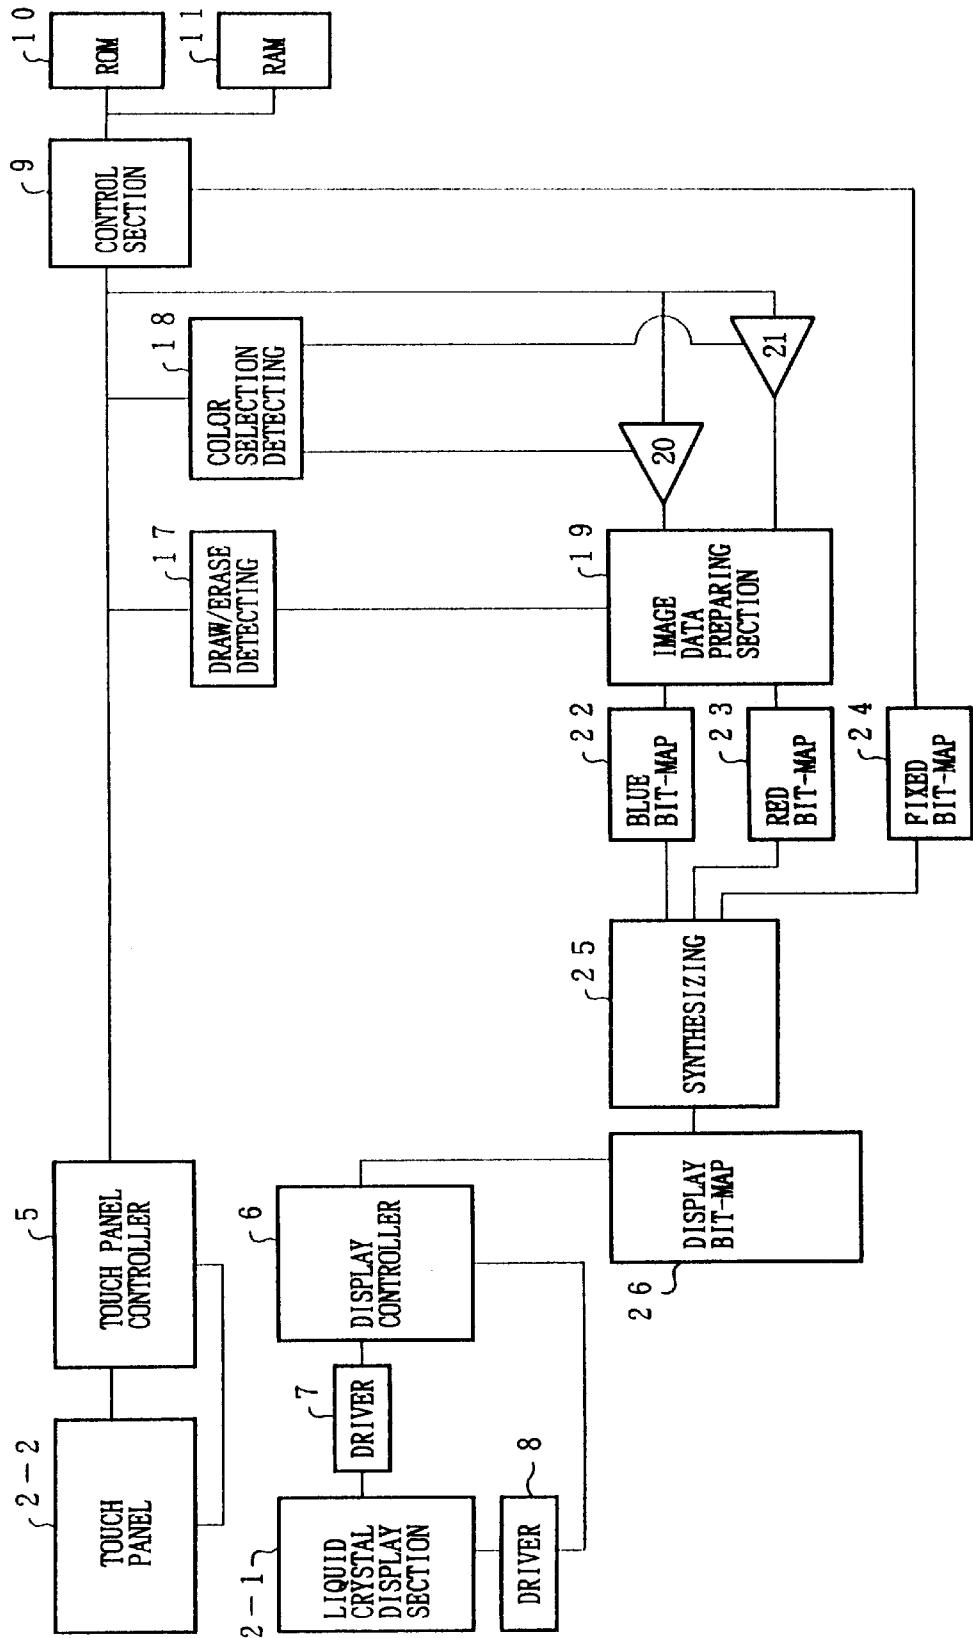 2-2
TOUCH
PANEL
5
TOUCH PANEL
CONTROLLER
9
CONTROL
SECTION
10
ROM
11
RAM
17
DRAW/ERASE
DETECTING
18
COLOR
SELECTION
DETECTING
2-1
LIQUID
CRYSTAL
DISPLAY
SECTION
7
DRIVER
6
DISPLAY
CONTROLLER
8
DRIVER
26
DISPLAY
BIT-MAP
25
SYNTHESIZING
22
BLUE
BIT-MAP
23
RED
BIT-MAP
24
FIXED
BIT-MAP
19
IMAGE
DATA
PREPARING
SECTION
20
21